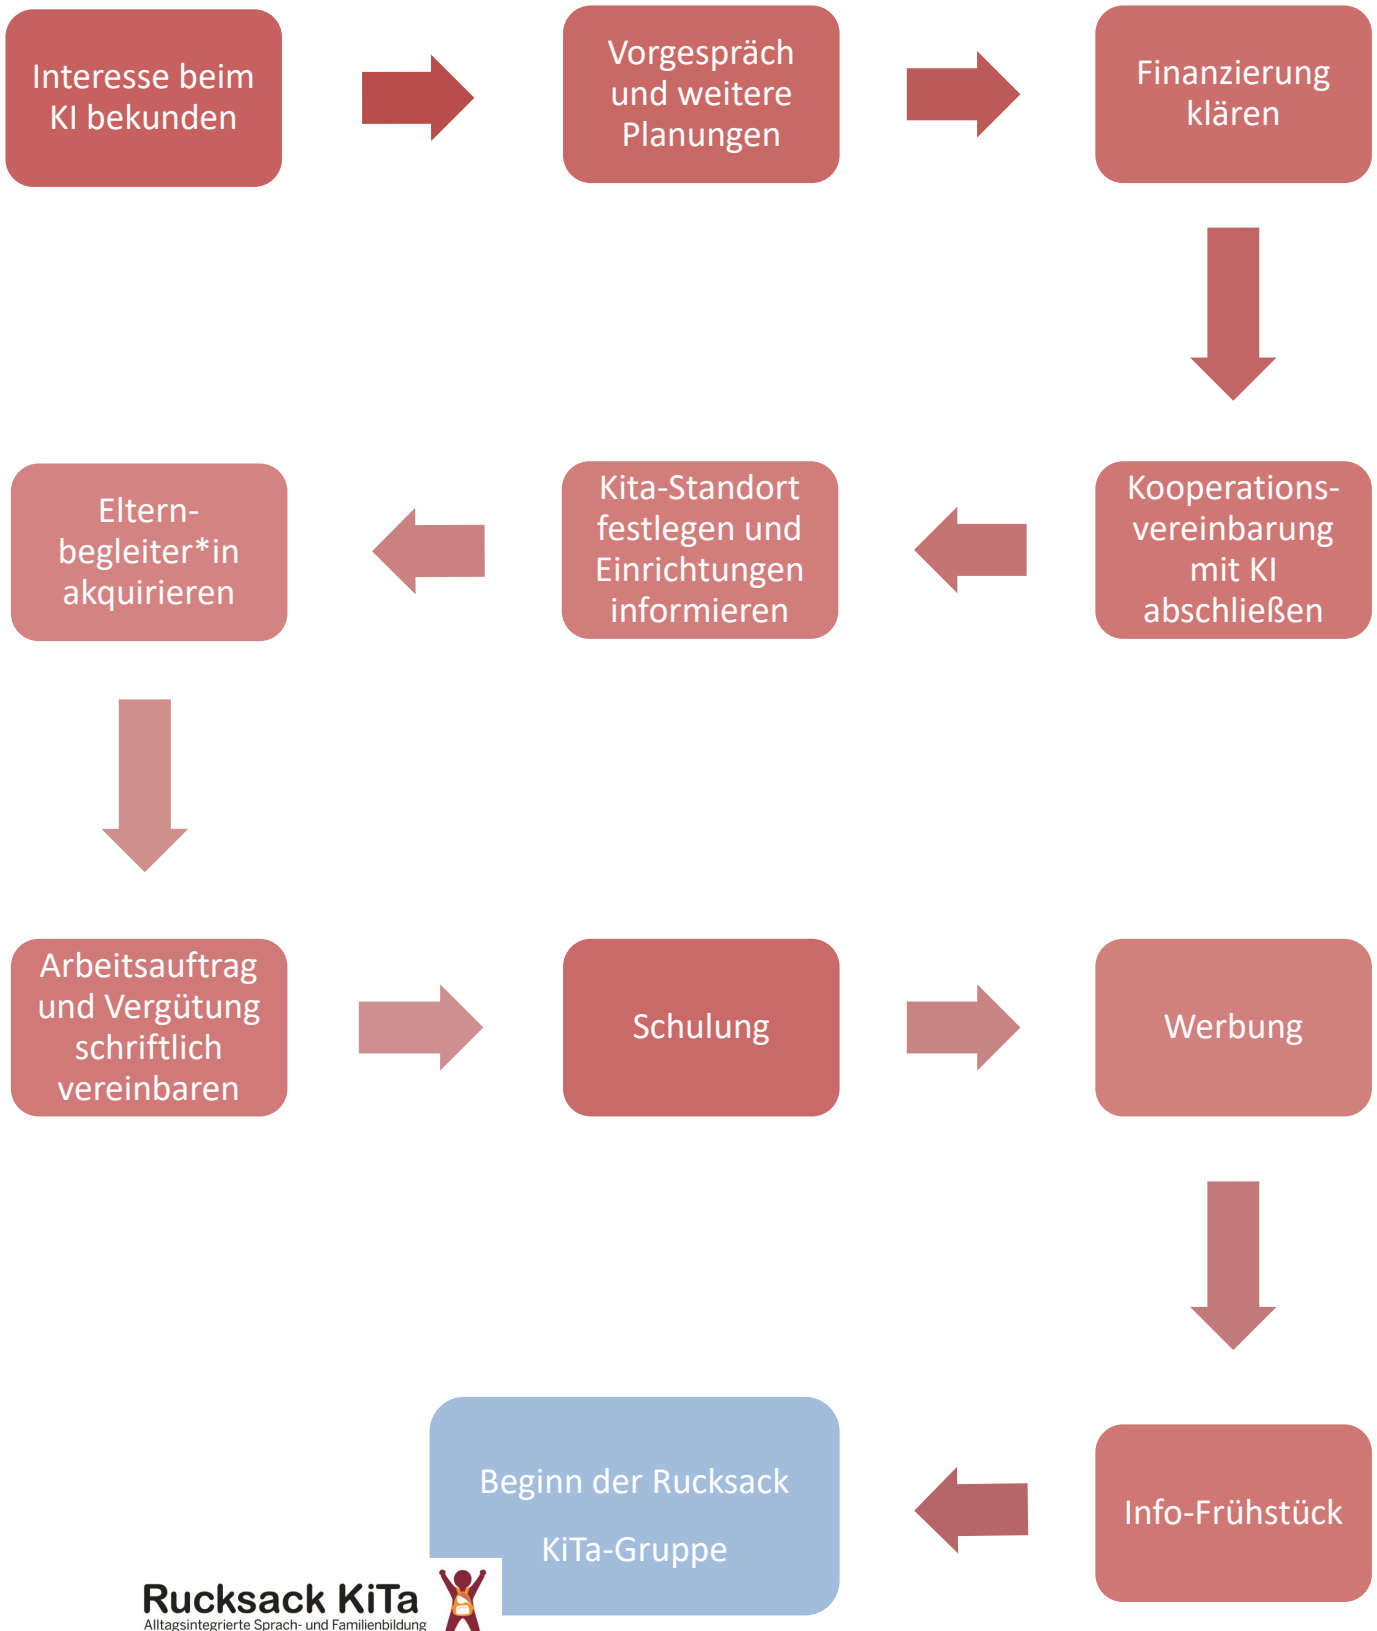 Interesse beim
KI bekunden
Vorgespräch
und weitere
Planungen
Finanzierung
klären
Kooperations-
vereinbarung
mit KI
abschließen
Kita-Standort
festlegen und
Einrichtungen
informieren
Eltern-
begleiter*in
akquirieren
Arbeitsauftrag
und Vergütung
schriftlich
vereinbaren
Schulung
Werbung
Info-Frühstück
Beginn der Rucksack
KiTa-Gruppe
Rucksack KiTa
Alltagsintegrierte Sprach- und Familienbildung